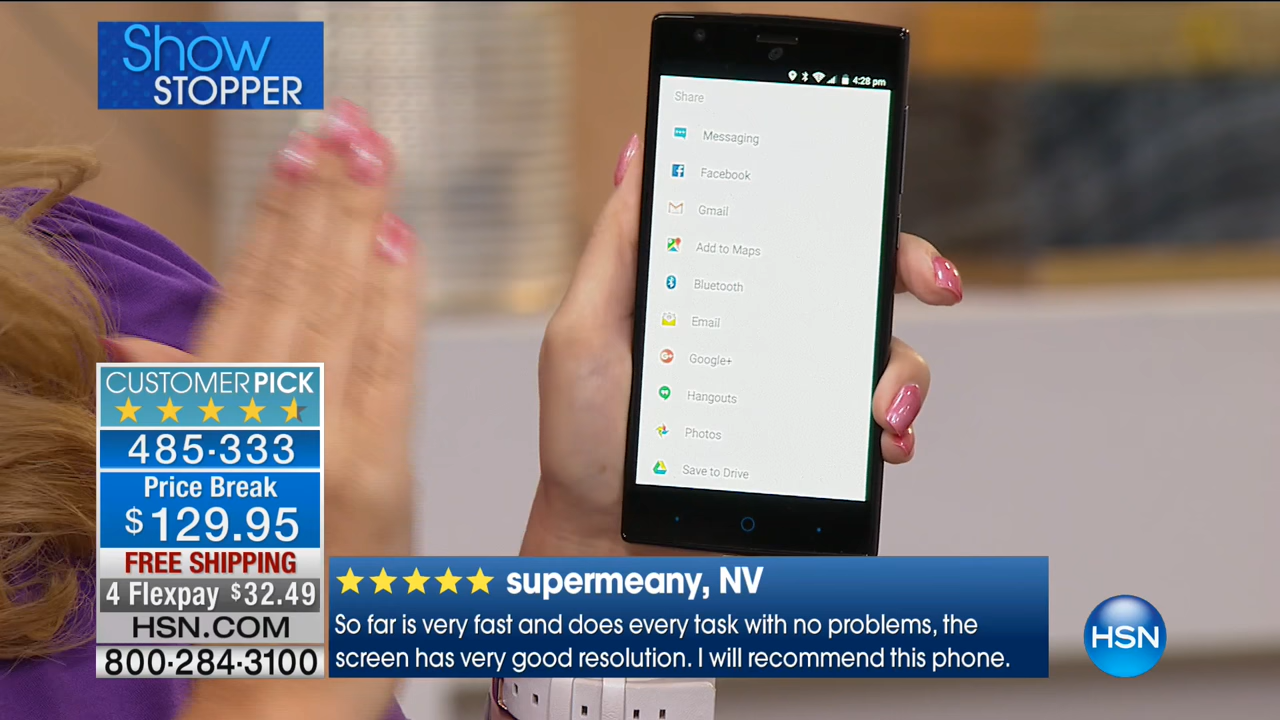 Show
STOPPER
4:28 pm
Share
Messaging
Facebook
Gmail
Add to Maps
Bluetooth
Email
Google+
Hangouts
Photos
Save to Drive
CUSTOMER PICK
485-333
Price Break
$129.95
FREE SHIPPING
4 Flexpay $32.49
HSN.COM
800-284-3100
supermeany, NV
So far is very fast and does every task with no problems, the
screen has very good resolution. I will recommend this phone.
HSN